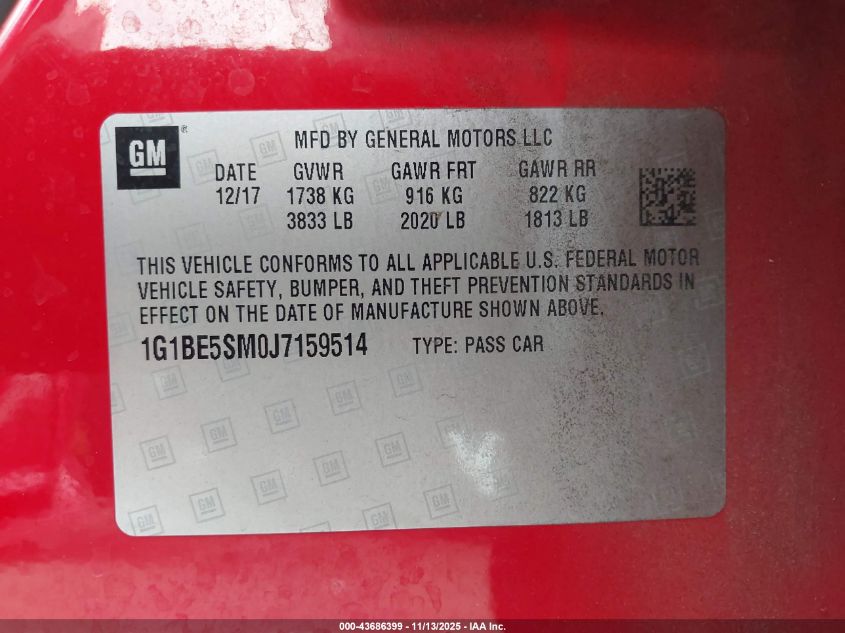 GM ®
MFD BY GENERAL MOTORS LLC
DATE GVWR GAWR FRT GAWR RR
12/17 1738 KG 916 KG 822 KG
3833 LB 2020 LB 1813 LB
THIS VEHICLE CONFORMS TO ALL APPLICABLE U.S. FEDERAL MOTOR
VEHICLE SAFETY, BUMPER, AND THEFT PREVENTION STANDARDS IN
EFFECT ON THE DATE OF MANUFACTURE SHOWN ABOVE.
1G1BE5SM0J7159514 TYPE: PASS CAR
000-43686399 - 11/13/2025 - IAA Inc.